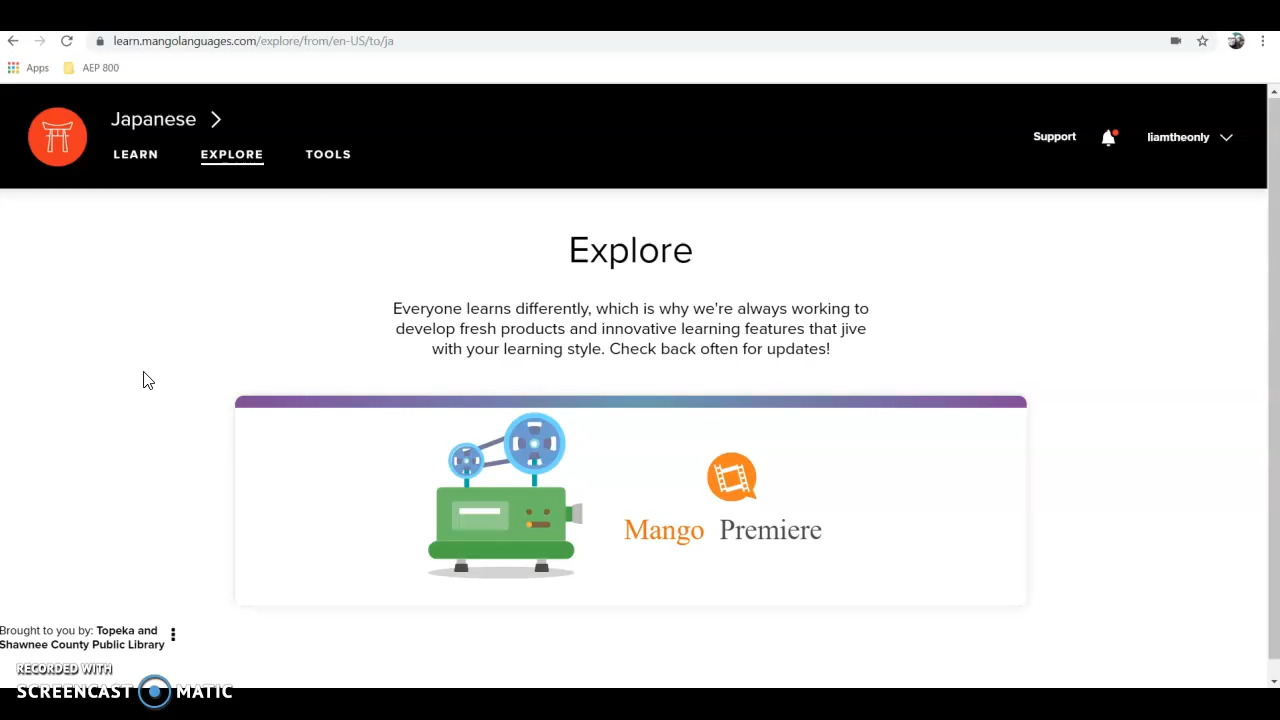 learn.mangolanguages.com/explore/from/en-US/to/ja
Apps AEP 800
Japanese
LEARN EXPLORE TOOLS
Support liamtheonly
Explore
Everyone learns differently, which is why we're always working to
develop fresh products and innovative learning features that jive
with your learning style. Check back often for updates!
Mango Premiere
Brought to you by: Topeka and
Shawnee County Public Library
RECORDED WITH
SCREENCAST MATIC